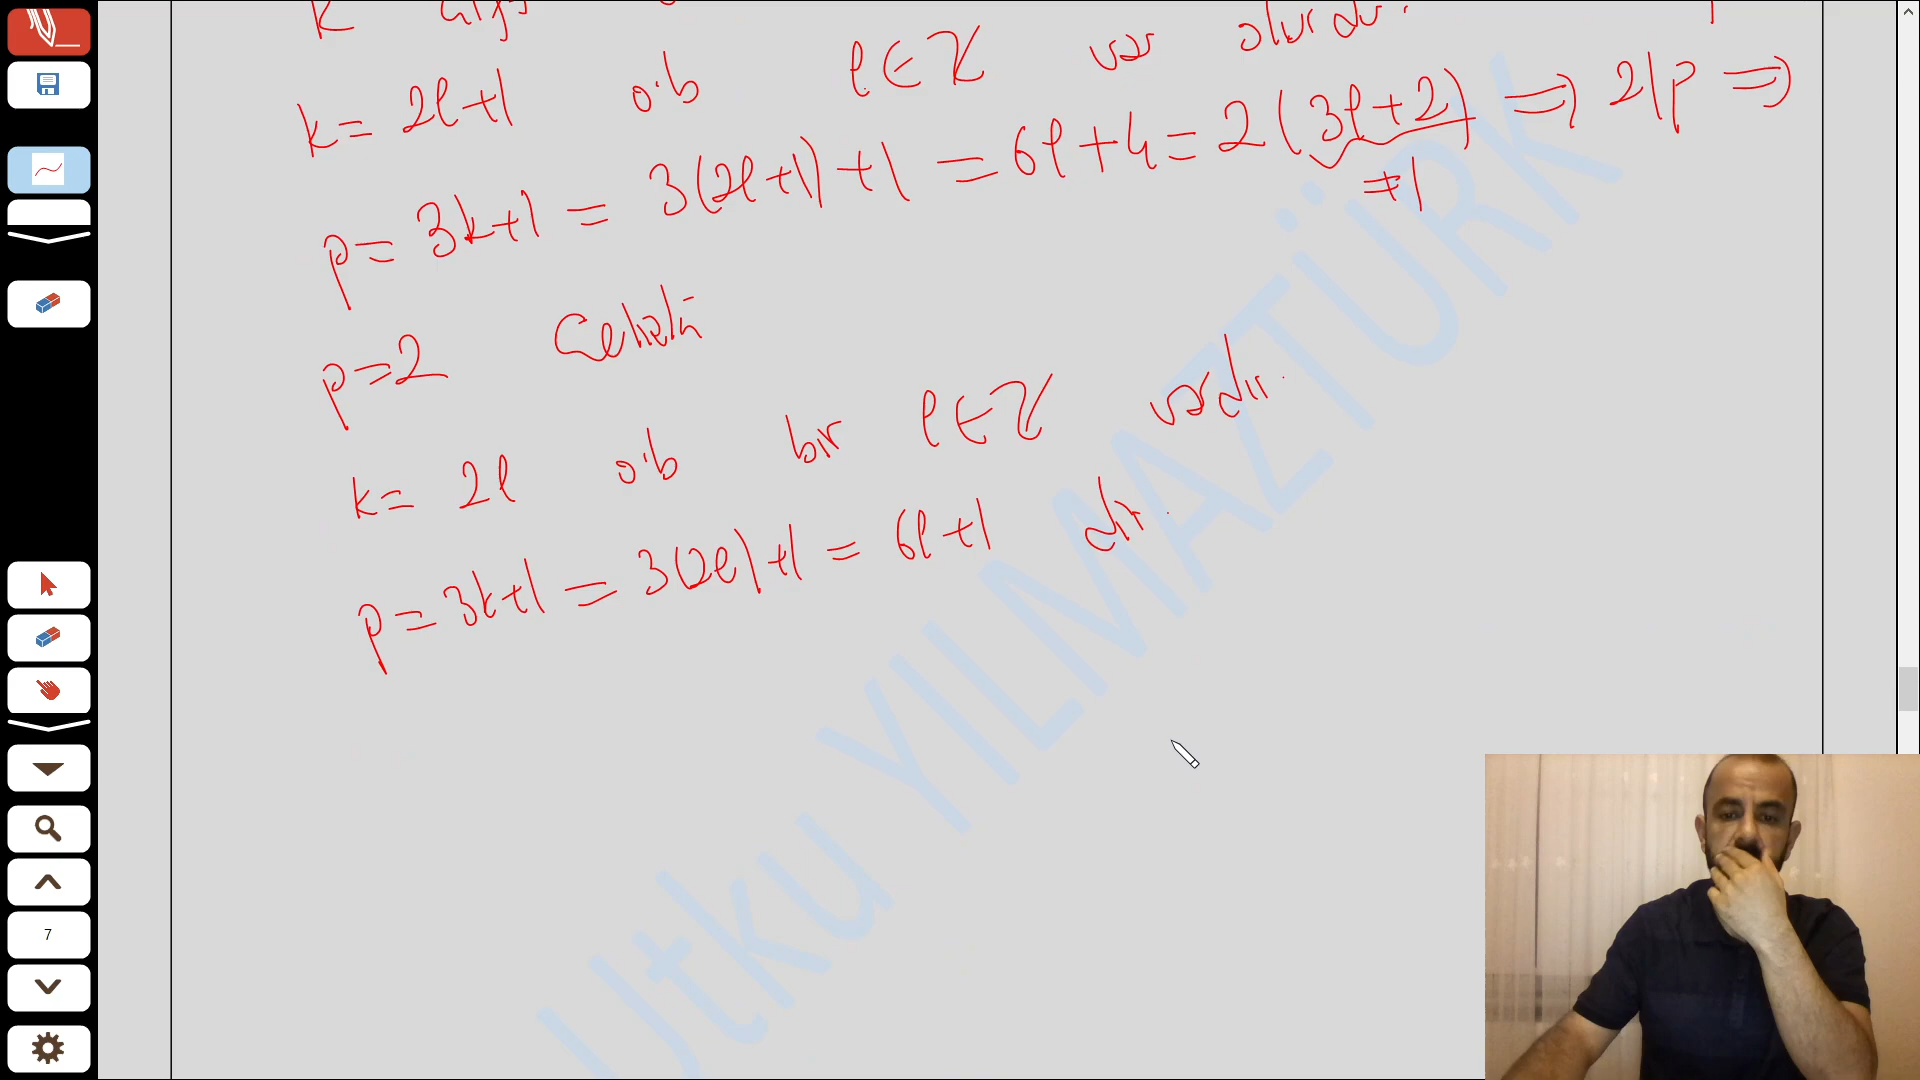 k=2l+1 o.b l∈ℤ var olurdu.
p=3k+1=3(2l+1)+1=6l+4=2(3l+2)⇒2|p⇒
≠1
p=2 Çelişki
k=2l o.b bir l∈ℤ vardır.
p=3k+1=3(2l)+1=6l+1 dir.
Utku YILMAZTÜRK
7